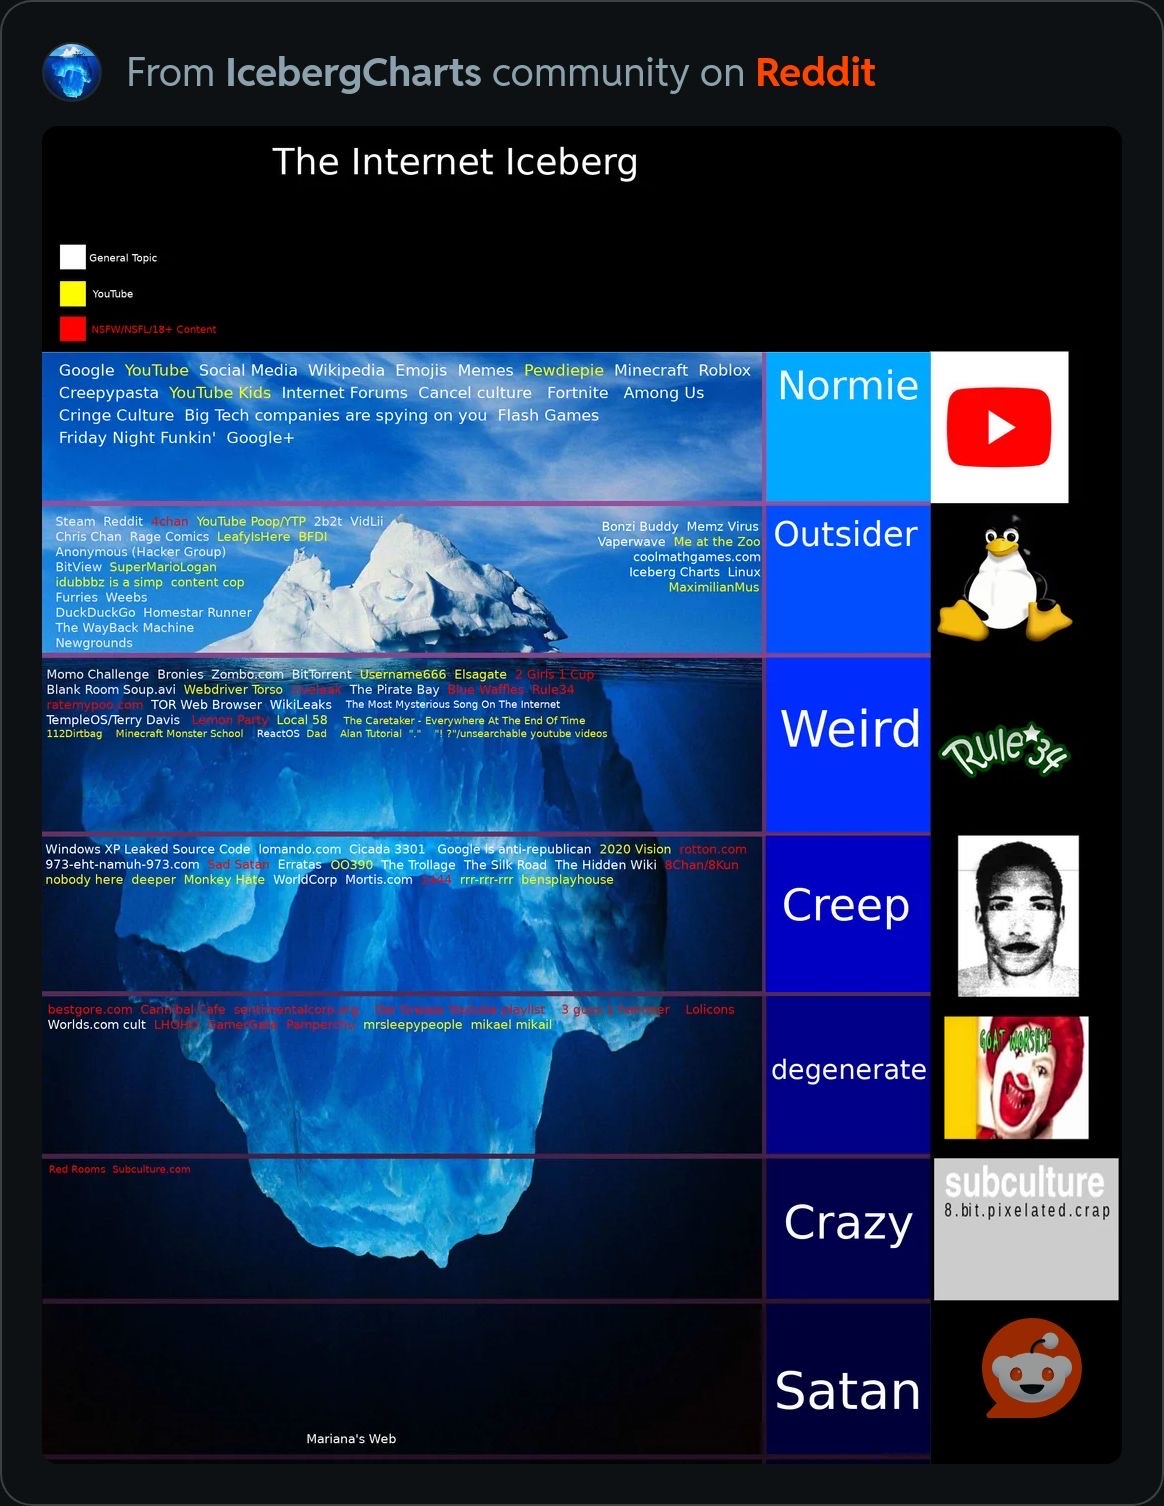 From IcebergCharts community on Reddit
The Internet Iceberg
General Topic
YouTube
NSFW/NSFL/18+ Content
Google YouTube Social Media Wikipedia Emojis Memes Pewdiepie Minecraft Roblox
Creepypasta YouTube Kids Internet Forums Cancel culture Fortnite Among Us
Cringe Culture Big Tech companies are spying on you Flash Games
Friday Night Funkin' Google+
Normie
Steam Reddit 4chan YouTube Poop/YTP 2b2t VidLii
Chris Chan Rage Comics LeafyIsHere BFDI
Anonymous (Hacker Group)
BitView SuperMarioLogan
idubbbz is a simp content cop
Furries Weebs
DuckDuckGo Homestar Runner
The WayBack Machine
Newgrounds
Bonzi Buddy Memz Virus
Vaperwave Me at the Zoo
coolmathgames.com
Iceberg Charts Linux
MaximilianMus
Outsider
Momo Challenge Bronies Zombo.com BitTorrent Username666 Elsagate 2 Girls 1 Cup
Blank Room Soup.avi Webdriver Torso Liveleak The Pirate Bay Blue Waffles Rule34
ratemypoo.com TOR Web Browser WikiLeaks The Most Mysterious Song On The Internet
TempleOS/Terry Davis Lemon Party Local 58 The Caretaker - Everywhere At The End Of Time
112Dirtbag Minecraft Monster School ReactOS Dad Alan Tutorial "." "! ?"/unsearchable youtube videos
Weird
Rule34
Windows XP Leaked Source Code lomando.com Cicada 3301 Google is anti-republican 2020 Vision rotton.com
973-eht-namuh-973.com Sad Satan Erratas OO390 The Trollage The Silk Road The Hidden Wiki 8Chan/8Kun
nobody here deeper Monkey Hate WorldCorp Mortis.com rrr-rrr-rrr bensplayhouse
Creep
bestgore.com Cannibal Cafe sentimentalcorp.org playlist 3 guys 1 hammer Lolicons
Worlds.com cult LHOHQ GamerGate mrsleepypeople mikael mikail
degenerate
GOAT WORSHIP
Red Rooms Subculture.com
Crazy
subculture
8.bit.pixelated.crap
Satan
Mariana's Web